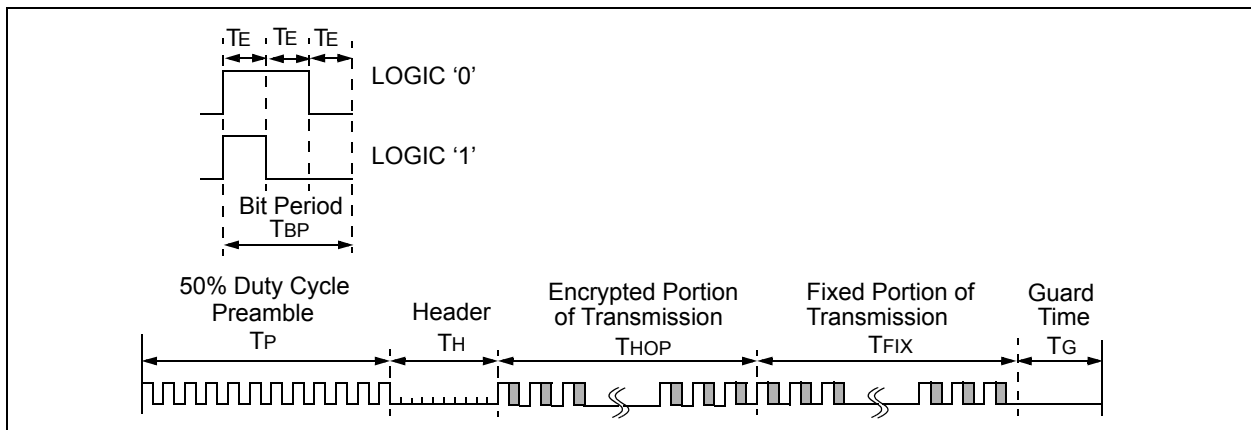 TE TE TE
LOGIC ‘0’
LOGIC ‘1’
Bit Period
TBP
50% Duty Cycle
Preamble
TP
Header
TH
Encrypted Portion
of Transmission
THOP
Fixed Portion of
Transmission
TFIX
Guard
Time
TG